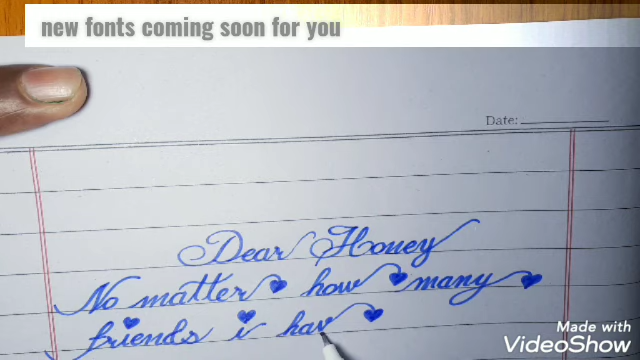 new fonts coming soon for you
Date:
Dear Honey
No matter how many
friends i hav
Made with
VideoShow